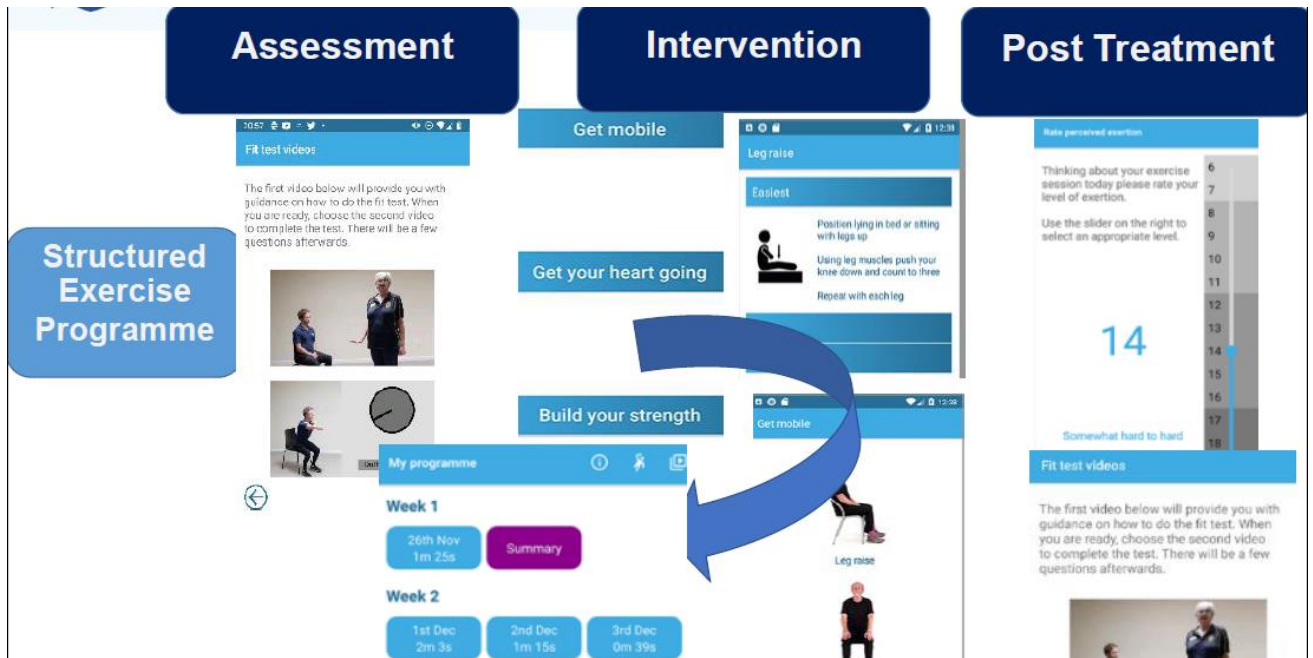 Assessment
Intervention
Post Treatment
Structured
Exercise
Programme
Fit test videos
The first video below will provide you with
guidance on how to do the fit test. When
you are ready, choose the second video
to complete the test. There will be a few
questions afterwards.
Get mobile
Get your heart going
Build your strength
My programme
Week 1
26th Nov
1m 25s
Summary
Week 2
1st Dec
2m 3s
2nd Dec
1m 15s
3rd Dec
0m 39s
12:38
Leg raise
Easiest
Position lying in bed or sitting
with legs up
Using leg muscles push your
knee down and count to three
Repeat with each leg
Get mobile
Leg raise
Rate perceived exertion
Thinking about your exercise
session today please rate your
level of exertion.
Use the slider on the right to
select an appropriate level.
14
Somewhat hard to hard
6
7
8
9
10
11
12
13
14
15
16
17
18
Fit test videos
The first video below will provide you with
guidance on how to do the fit test. When
you are ready, choose the second video
to complete the test. There will be a few
questions afterwards.